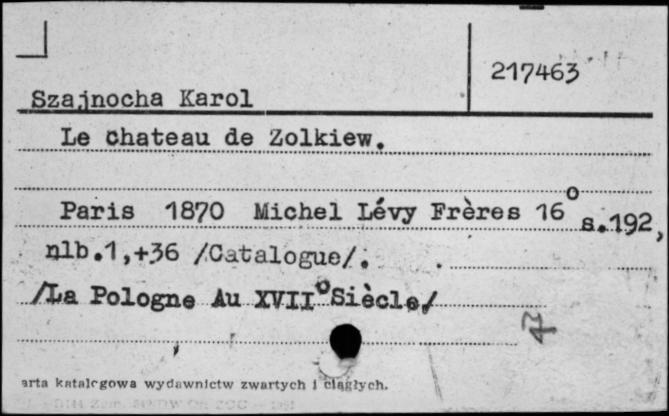 217463
Szajnocha Karol
Le chateau de Zolkiew.
Paris 1870 Michel Lévy Frères 16° s.192,
nlb.1,+36 /Catalogue/.
/La Pologne Au XVII° Siècle/
arta katalogowa wydawnictw zwartych i ciągłych.